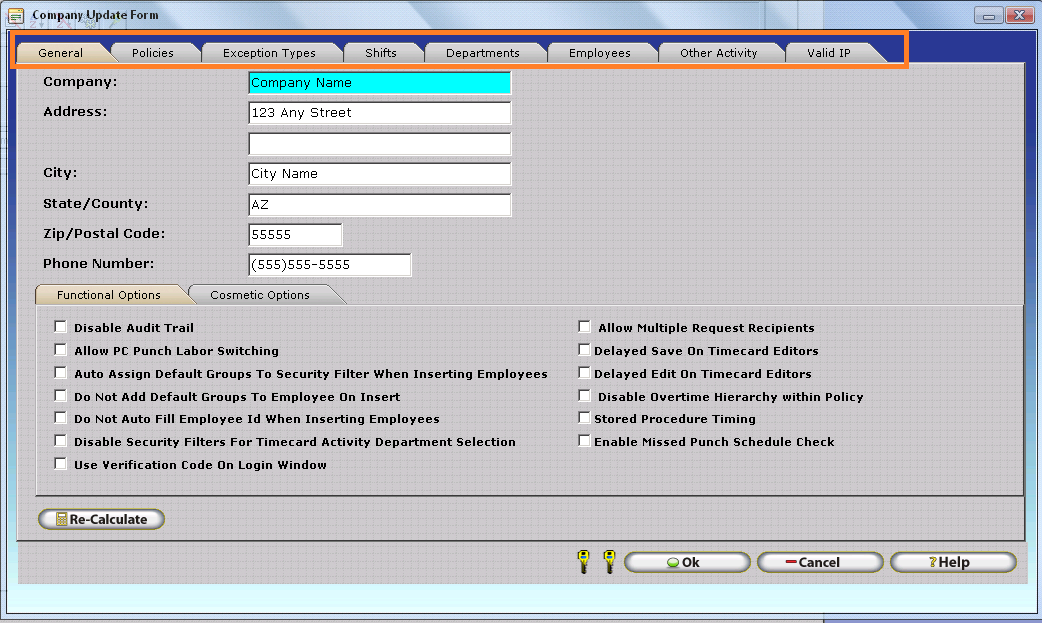 Company Update Form
General Policies Exception Types Shifts Departments Employees Other Activity Valid IP
Company: Company Name
Address: 123 Any Street
City: City Name
State/County: AZ
Zip/Postal Code: 55555
Phone Number: (555)555-5555
Functional Options Cosmetic Options
Disable Audit Trail
Allow PC Punch Labor Switching
Auto Assign Default Groups To Security Filter When Inserting Employees
Do Not Add Default Groups To Employee On Insert
Do Not Auto Fill Employee Id When Inserting Employees
Disable Security Filters For Timecard Activity Department Selection
Use Verification Code On Login Window
Allow Multiple Request Recipients
Delayed Save On Timecard Editors
Delayed Edit On Timecard Editors
Disable Overtime Hierarchy within Policy
Stored Procedure Timing
Enable Missed Punch Schedule Check
Re-Calculate
Ok Cancel ?Help